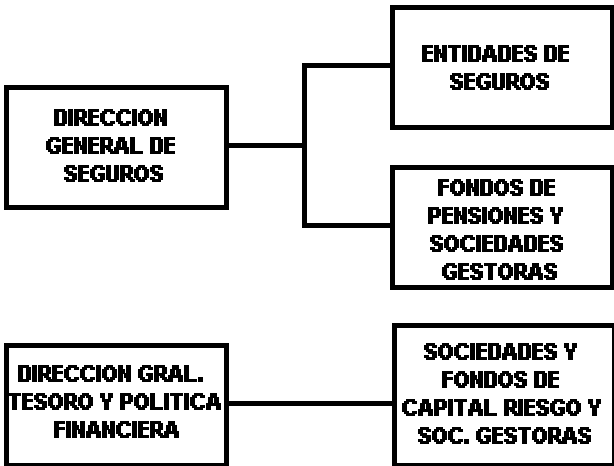 DIRECCION
GENERAL DE
SEGUROS
ENTIDADES DE
SEGUROS
FONDOS DE
PENSIONES Y
SOCIEDADES
GESTORAS
DIRECCION GRAL.
TESORO Y POLITICA
FINANCIERA
SOCIEDADES Y
FONDOS DE
CAPITAL RIESGO Y
SOC. GESTORAS